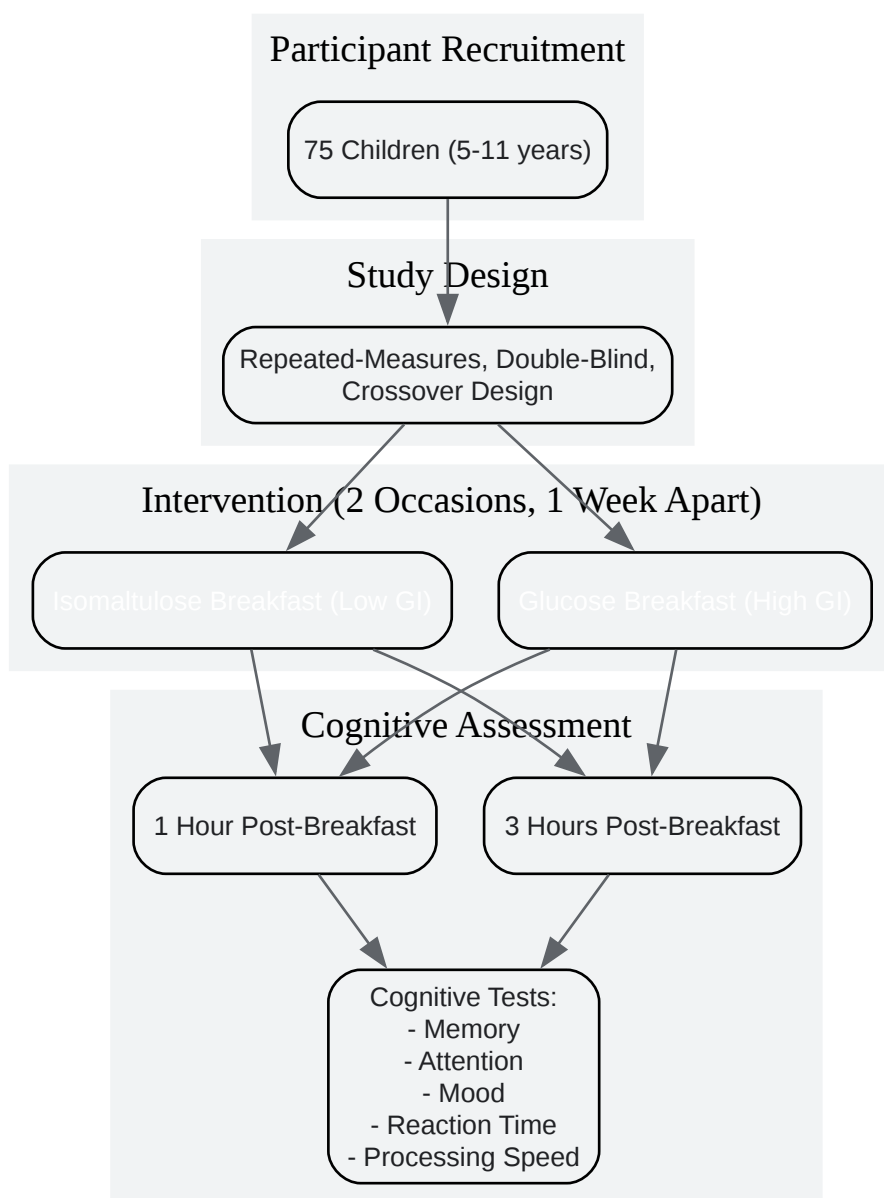 Participant Recruitment
75 Children (5-11 years)
Study Design
Repeated-Measures, Double-Blind,
Crossover Design
Intervention (2 Occasions, 1 Week Apart)
Isomaltulose Breakfast (Low GI)
Glucose Breakfast (High GI)
Cognitive Assessment
1 Hour Post-Breakfast
3 Hours Post-Breakfast
Cognitive Tests:
- Memory
- Attention
- Mood
- Reaction Time
- Processing Speed